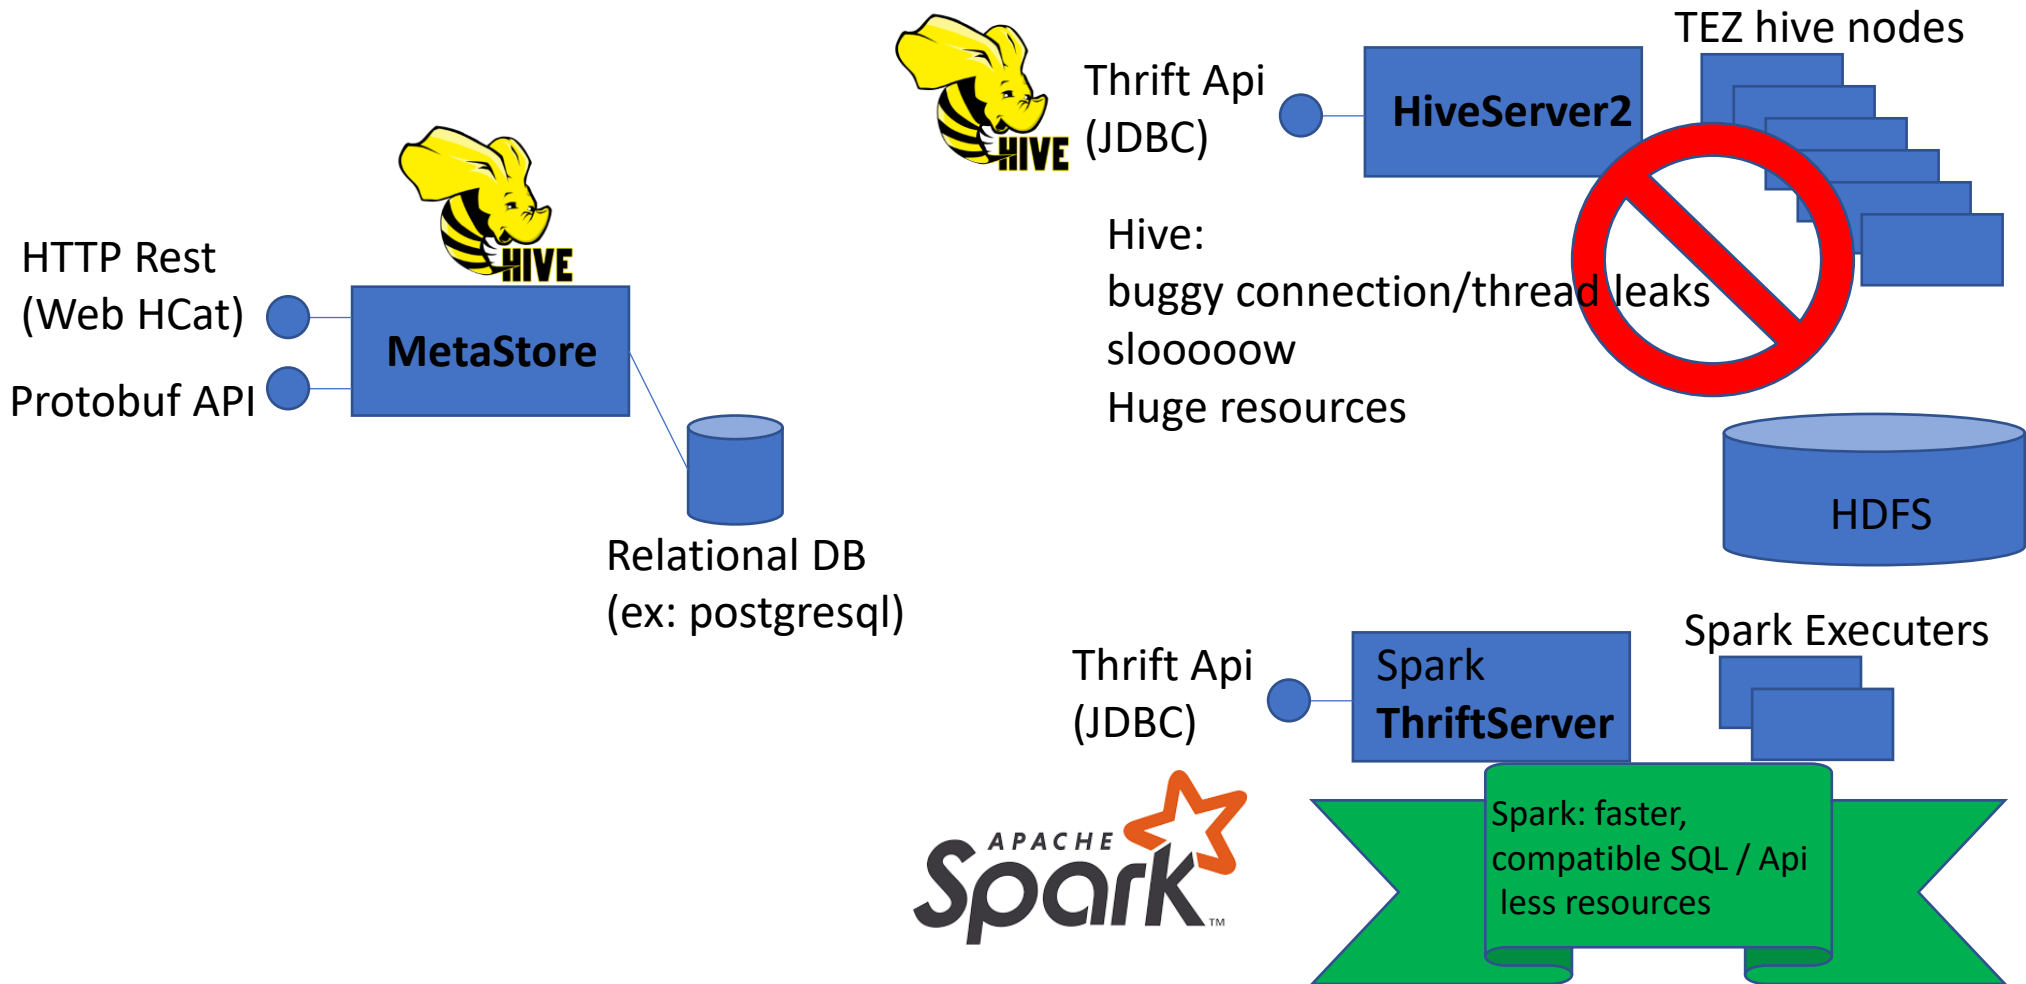 HIVE
HTTP Rest
(Web HCat)
Protobuf API
MetaStore
Relational DB
(ex: postgresql)
HIVE
Thrift Api
(JDBC)
HiveServer2
TEZ hive nodes
Hive:
buggy connection/thread leaks
slooooow
Huge resources
HDFS
Thrift Api
(JDBC)
Spark
ThriftServer
Spark Executers
APACHE
Spark
TM
Spark: faster,
compatible SQL / Api
less resources